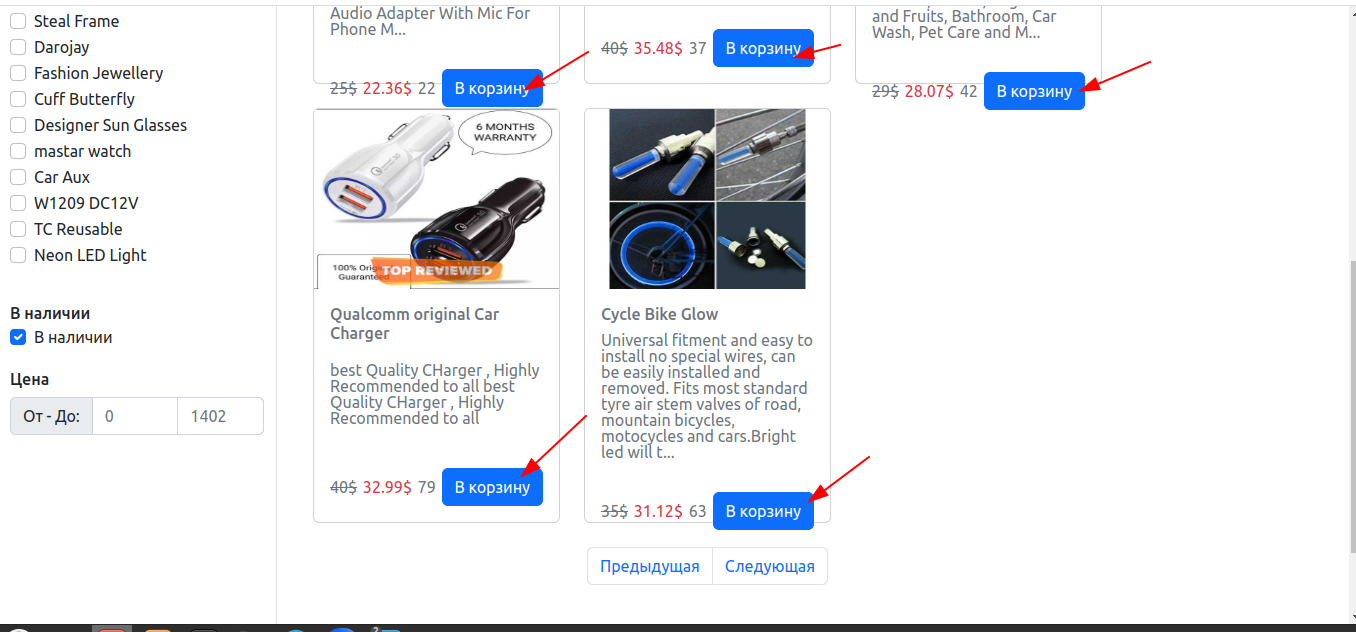 Steal Frame
Darojay
Fashion Jewellery
Cuff Butterfly
Designer Sun Glasses
mastar watch
Car Aux
W1209 DC12V
TC Reusable
Neon LED Light
В наличии
В наличии
Цена
От - До: 0 1402
Audio Adapter With Mic For
Phone M...
25$ 22.36$ 22 В корзину
40$ 35.48$ 37 В корзину
and Fruits, Bathroom, Car
Wash, Pet Care and M...
29$ 28.07$ 42 В корзину
6 MONTHS
WARRANTY
TOP REVIEWED
Qualcomm original Car
Charger
best Quality CHarger , Highly
Recommended to all best
Quality CHarger , Highly
Recommended to all
40$ 32.99$ 79 В корзину
Cycle Bike Glow
Universal fitment and easy to
install no special wires, can
be easily installed and
removed. Fits most standard
tyre air stem valves of road,
mountain bicycles,
motocycles and cars.Bright
led will t...
35$ 31.12$ 63 В корзину
Предыдущая Следующая